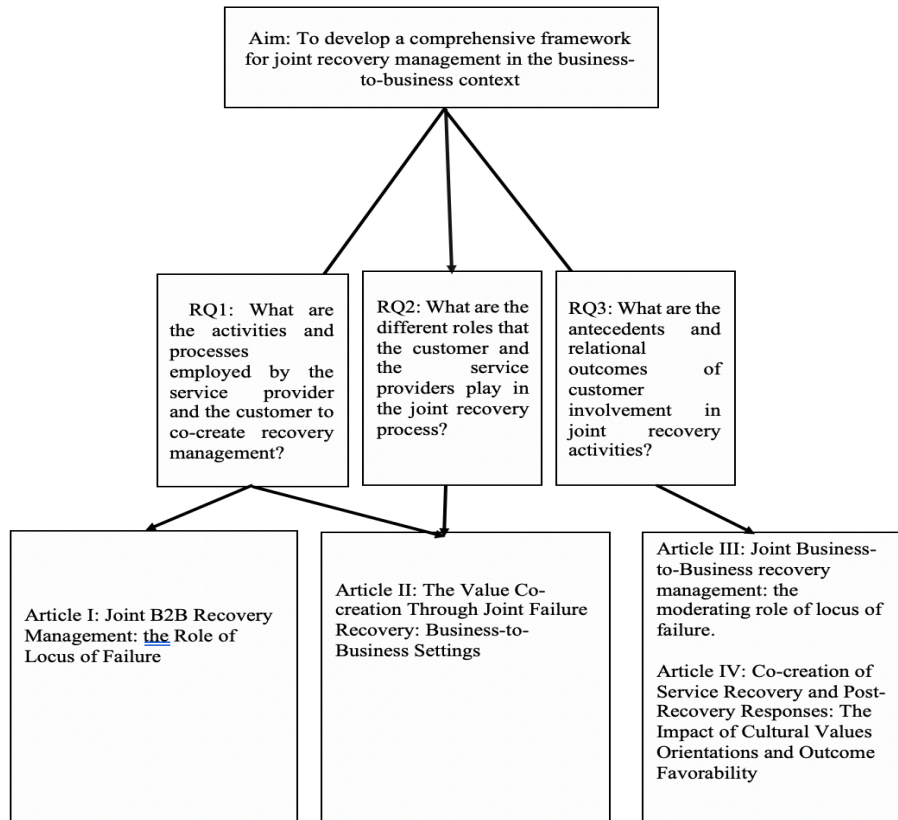 Aim: To develop a comprehensive framework
for joint recovery management in the business-
to-business context
RQ1: What are
the activities and
processes
employed by the
service provider
and the customer to
co-create recovery
management?
RQ2: What are the
different roles that
the customer and
the service
providers play in
the joint recovery
process?
RQ3: What are the
antecedents and
relational
outcomes of
customer
involvement in
joint recovery
activities?
Article I: Joint B2B Recovery
Management: the Role of
Locus of Failure
Article II: The Value Co-
creation Through Joint Failure
Recovery: Business-to-
Business Settings
Article III: Joint Business-
to-Business recovery
management: the
moderating role of locus of
failure.
Article IV: Co-creation of
Service Recovery and Post-
Recovery Responses: The
Impact of Cultural Values
Orientations and Outcome
Favorability